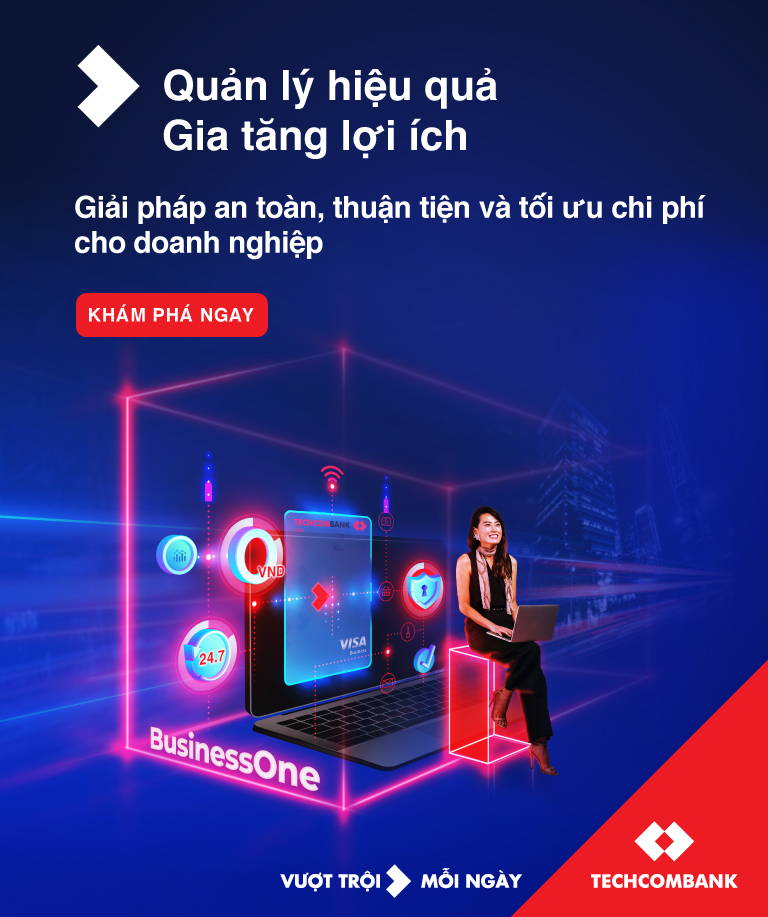 Quản lý hiệu quả
Gia tăng lợi ích
Giải pháp an toàn, thuận tiện và tối ưu chi phí
cho doanh nghiệp
KHÁM PHÁ NGAY
TECHCOMBANK
VND
VISA
Business
24.7
BusinessOne
VƯỢT TRỘI MỖI NGÀY
TECHCOMBANK